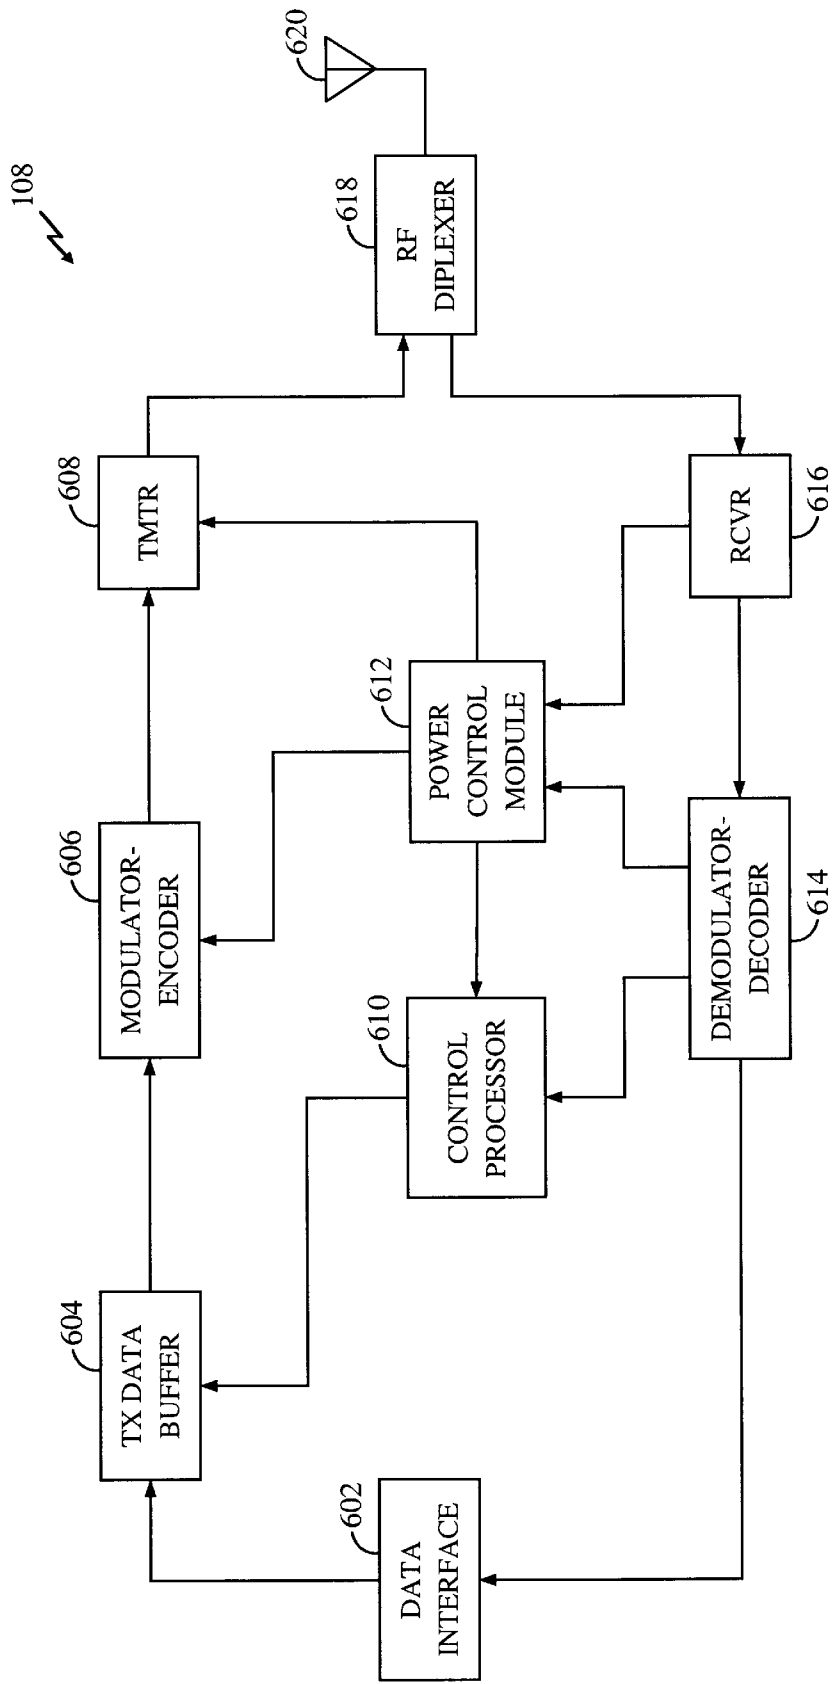 108
602
DATA
INTERFACE
604
TX DATA
BUFFER
606
MODULATOR-
ENCODER
608
TMTR
610
CONTROL
PROCESSOR
612
POWER
CONTROL
MODULE
614
DEMODULATOR-
DECODER
616
RCVR
618
RF
DIPLEXER
620